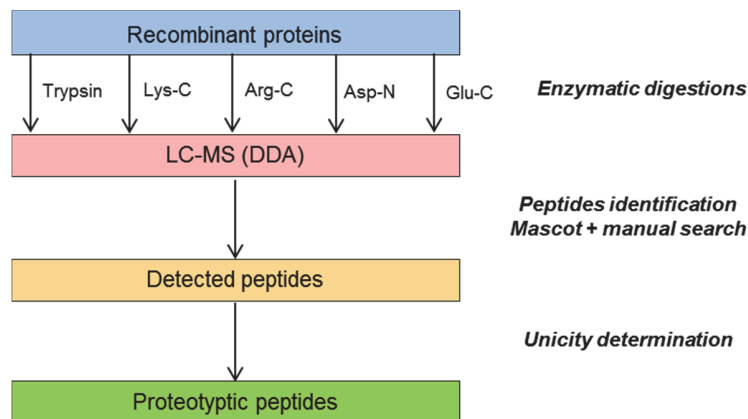 Recombinant proteins
Trypsin
Lys-C
Arg-C
Asp-N
Glu-C
Enzymatic digestions
LC-MS (DDA)
Peptides identification
Mascot + manual search
Detected peptides
Unicity determination
Proteotyptic peptides